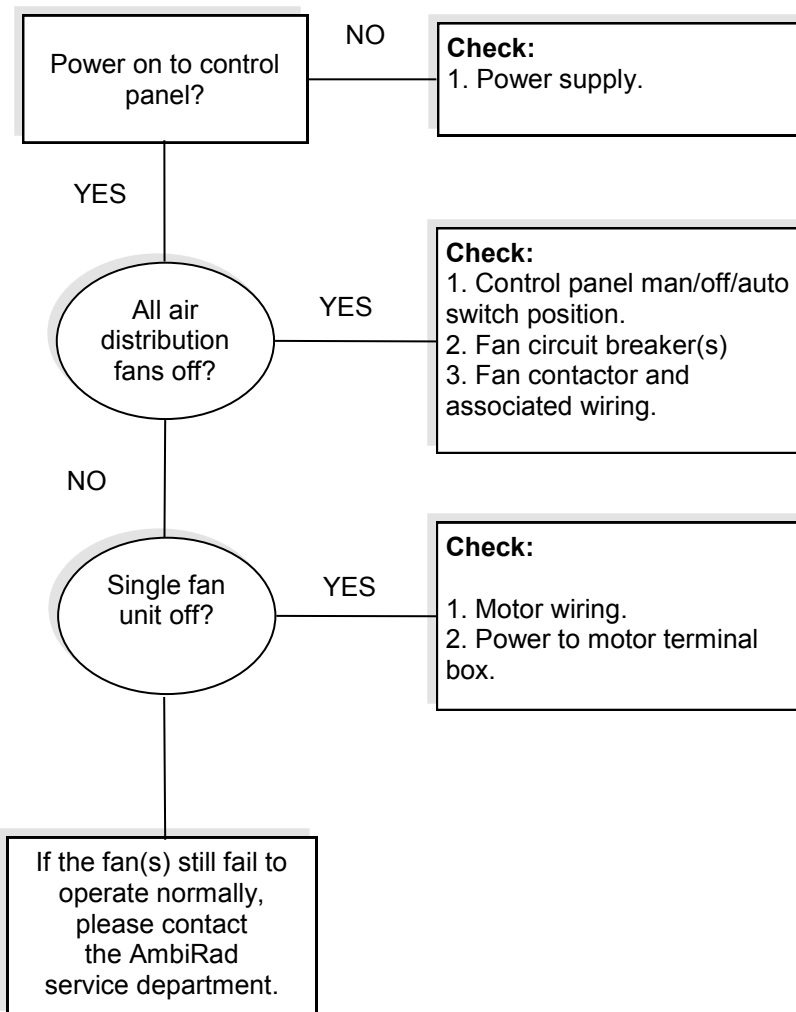 Power on to control
panel?
NO
Check:
1. Power supply.
YES
All air
distribution
fans off?
YES
Check:
1. Control panel man/off/auto
switch position.
2. Fan circuit breaker(s)
3. Fan contactor and
associated wiring.
NO
Single fan
unit off?
YES
Check:
1. Motor wiring.
2. Power to motor terminal
box.
If the fan(s) still fail to
operate normally,
please contact
the AmbiRad
service department.